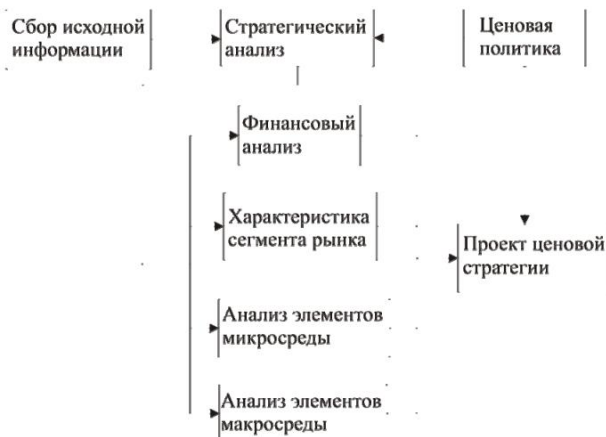 Сбор исходной
информации
Стратегический
анализ
Ценовая
политика
Финансовый
анализ
Характеристика
сегмента рынка
Проект ценовой
стратегии
Анализ элементов
микросреды
Анализ элементов
макросреды